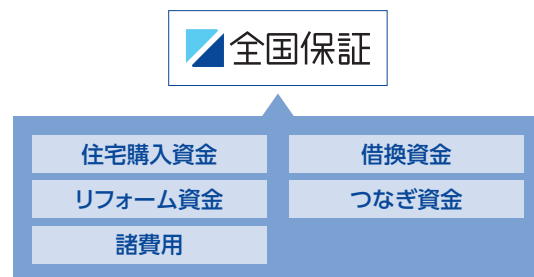 全国保証
住宅購入資金
借換資金
リフォーム資金
つなぎ資金
諸費用